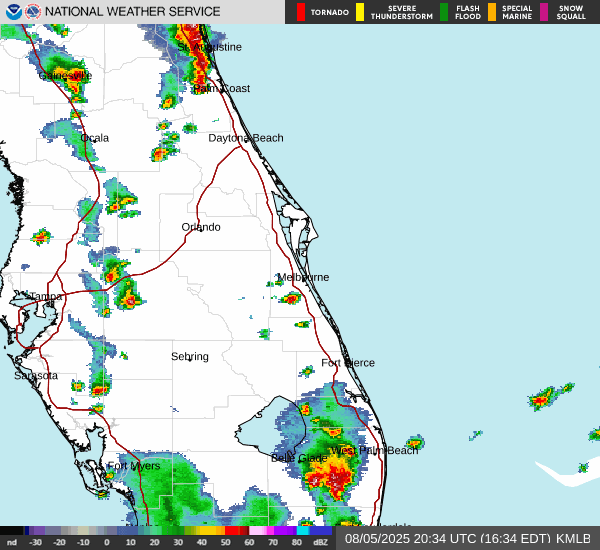 NATIONAL WEATHER SERVICE
TORNADO
SEVERE
THUNDERSTORM
FLASH
FLOOD
SPECIAL
MARINE
SNOW
SQUALL
St. Augustine
Gainesville
Palm Coast
Ocala
Daytona Beach
Orlando
Melbourne
Tampa
Sebring
Fort Pierce
Sarasota
West Palm Beach
Belle Glade
Fort Myers
nd -30 -20 -10 0 10 20 30 40 50 60 70 80 dBZ
08/05/2025 20:34 UTC (16:34 EDT) KMLB